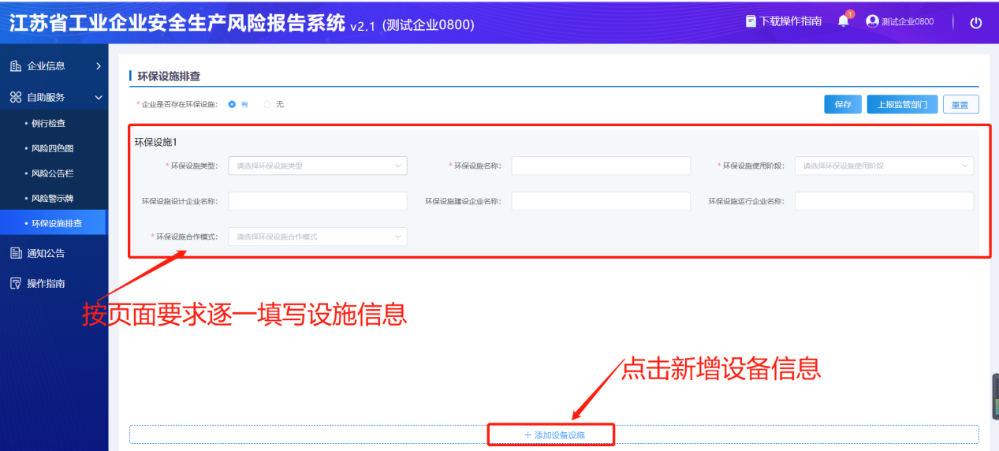 江苏省工业企业安全生产风险报告系统 v2.1 (测试企业0800)
下载操作指南
1
测试企业0800
企业信息
自助服务
例行检查
风险四色图
风险公告栏
风险警示牌
环保设施排查
通知公告
操作指南
环保设施排查
* 企业是否存在环保设施: 有 无
保存
上报监管部门
重置
环保设施1
* 环保设施类型: 请选择环保设施类型
* 环保设施名称:
* 环保设施使用阶段: 请选择环保设施使用阶段
环保设施设计企业名称:
环保设施建设企业名称:
环保设施运行企业名称:
* 环保设施合作模式: 请选择环保设施合作模式
按页面要求逐一填写设施信息
点击新增设备信息
+ 添加设备设施